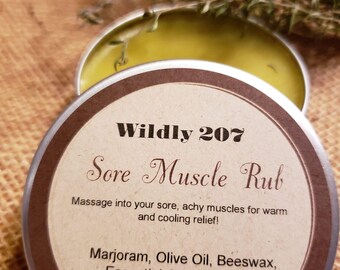 Wildly 207
Sore Muscle Rub
Massage into your sore, achy muscles for warm
and cooling relief!
Marjoram, Olive Oil, Beeswax,